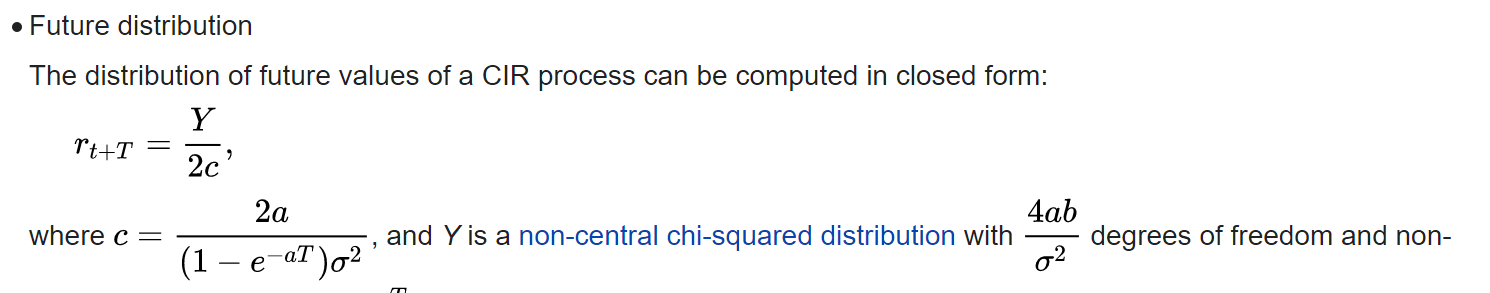 • Future distribution
The distribution of future values of a CIR process can be computed in closed form:
r_{t+T} = \frac{Y}{2c},
where c = \frac{2a}{(1 - e^{-aT})σ^2}, and Y is a non-central chi-squared distribution with \frac{4ab}{σ^2} degrees of freedom and non-